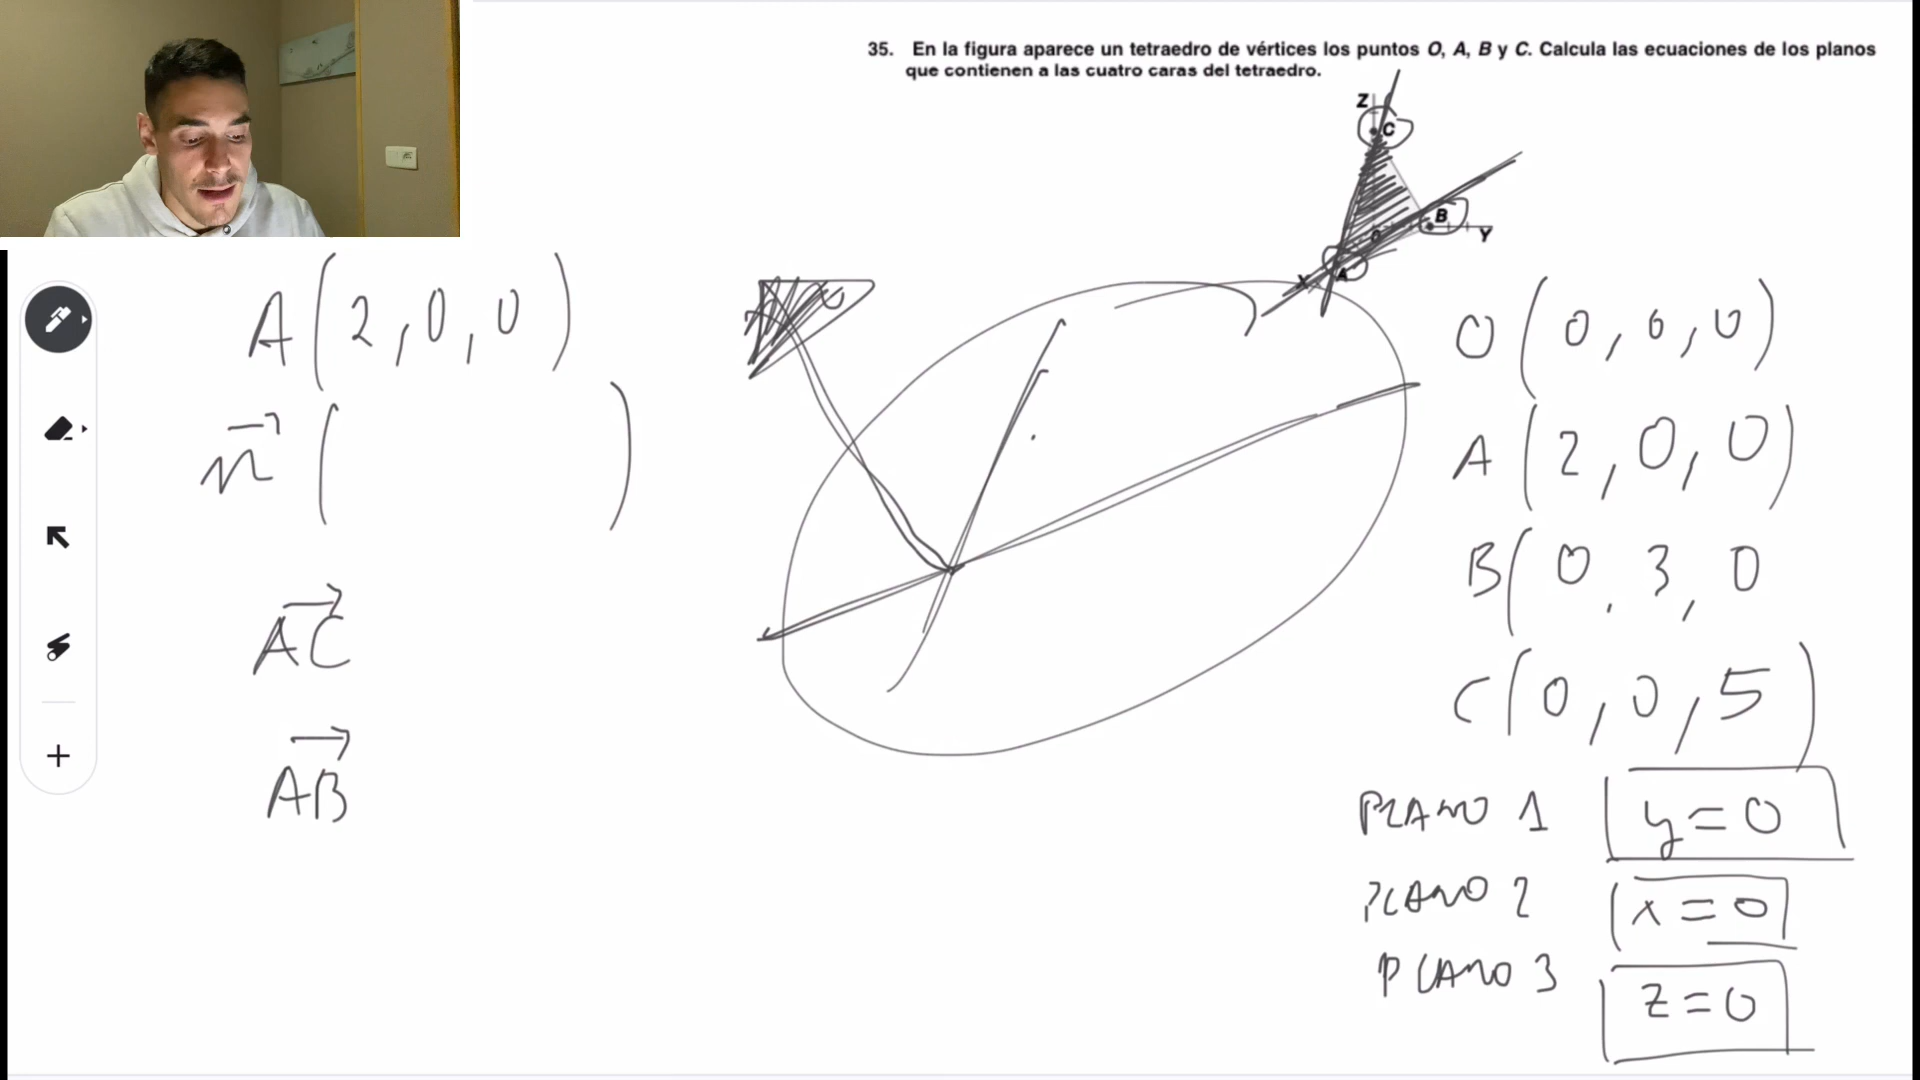 35. En la figura aparece un tetraedro de vértices los puntos O, A, B y C. Calcula las ecuaciones de los planos
que contienen a las cuatro caras del tetraedro.
Z
C
B
O
Y
X
A
A(2,0,0)
n⃗ ( )
AC⃗
AB⃗
O(0,0,0)
A(2,0,0)
B(0,3,0
C(0,0,5)
PLANO 1 y=0
PLANO 2 x=0
PLANO 3 z=0